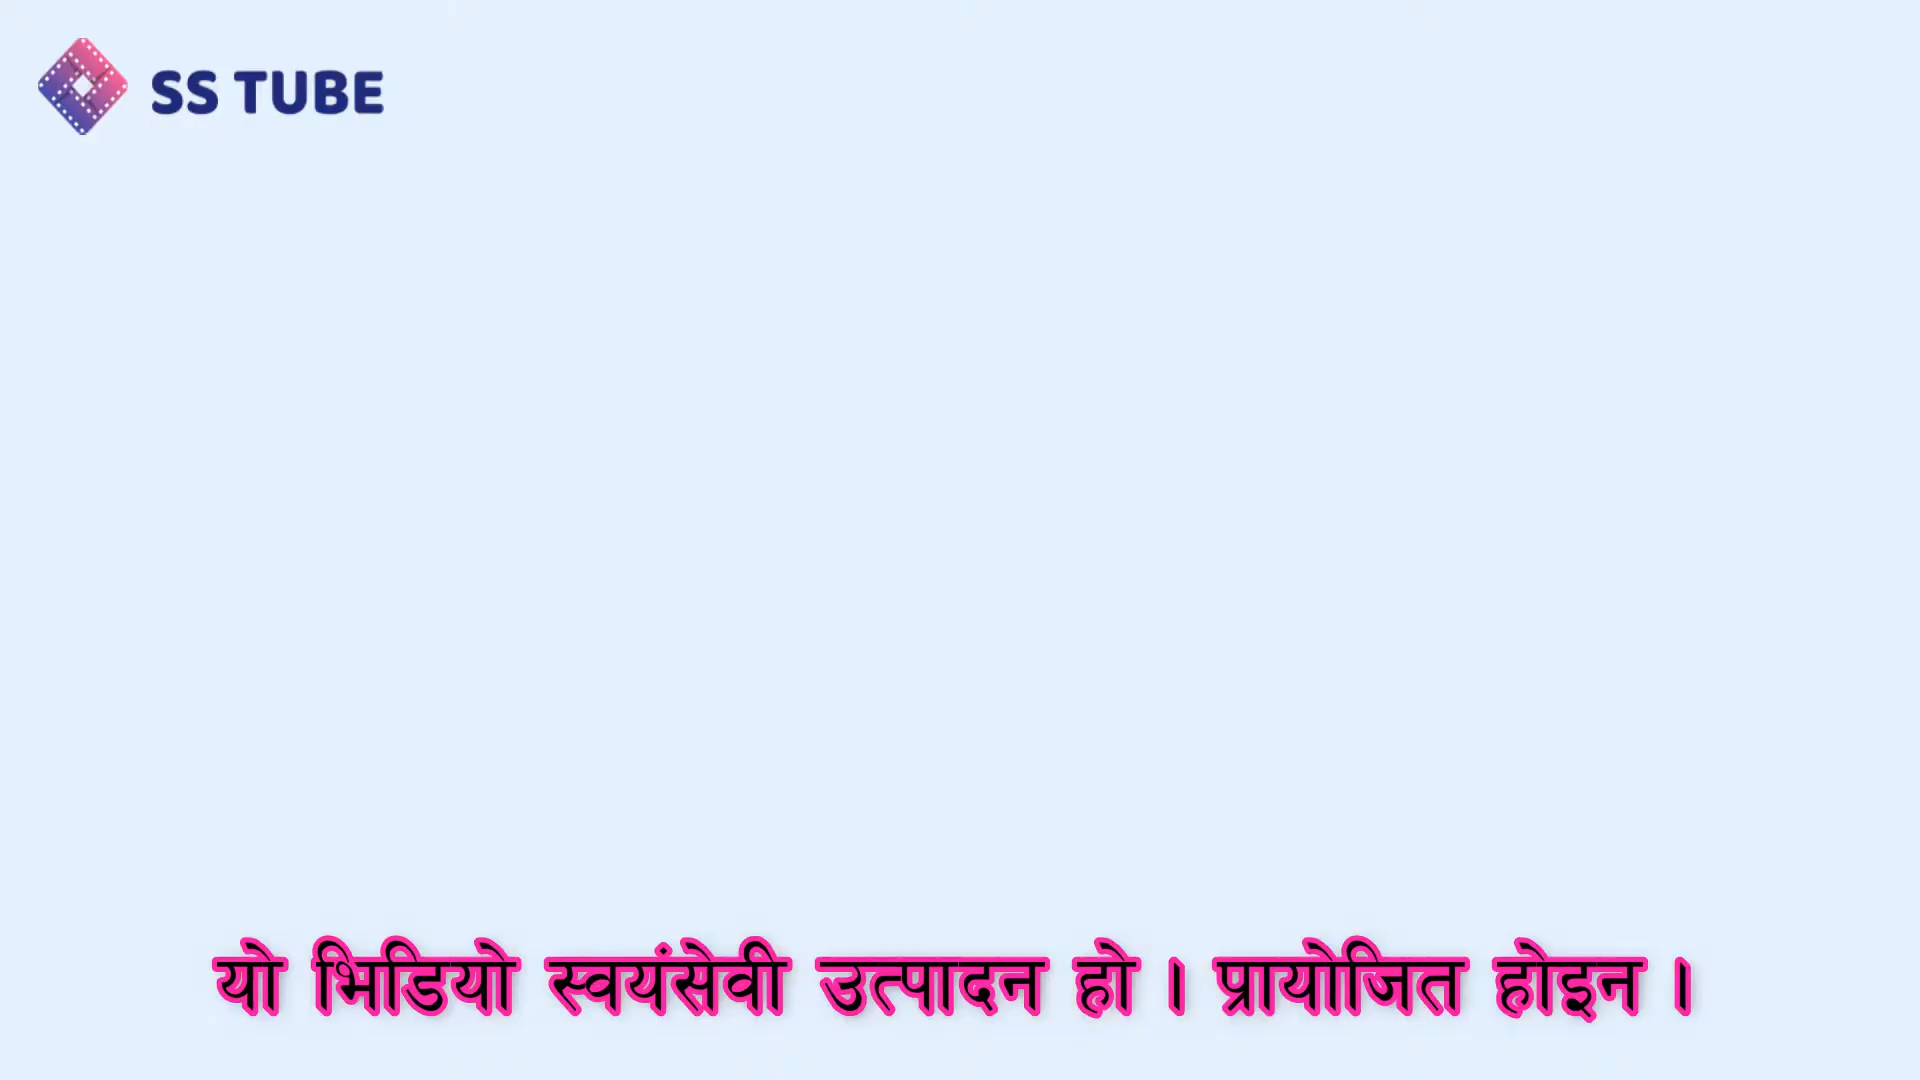 SS TUBE
यो भिडियो स्वयंसेवी उत्पादन हो । प्रायोजित होइन ।